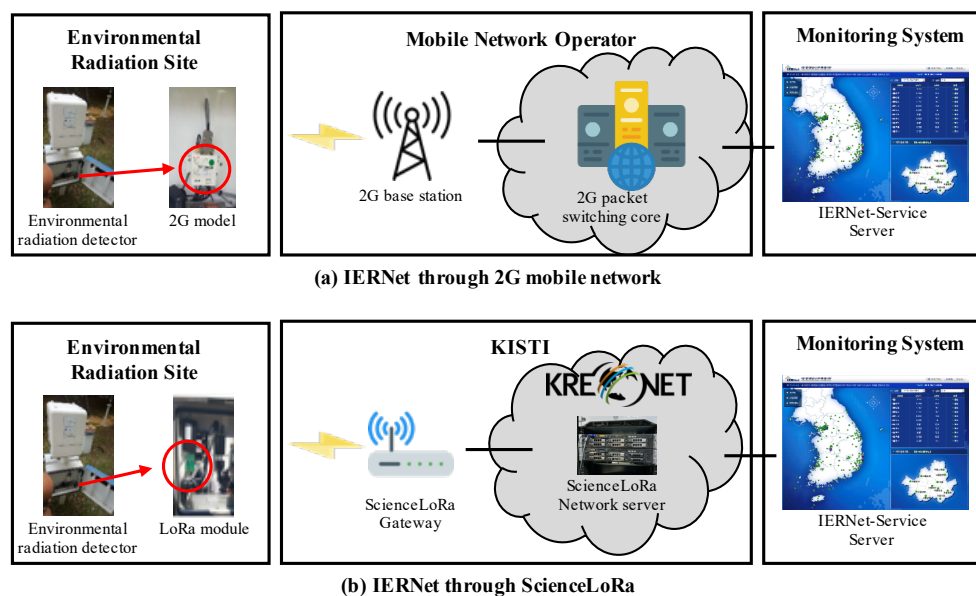 Environmental
Radiation Site
Environmental
radiation detector
2G model
Mobile Network Operator
2G base station
2G packet
switching core
Monitoring System
IERNet-Service
Server
(a) IERNet through 2G mobile network
Environmental
Radiation Site
Environmental
radiation detector
LoRa module
KISTI
KREONET
ScienceLoRa
Gateway
ScienceLoRa
Network server
Monitoring System
IERNet-Service
Server
(b) IERNet through ScienceLoRa